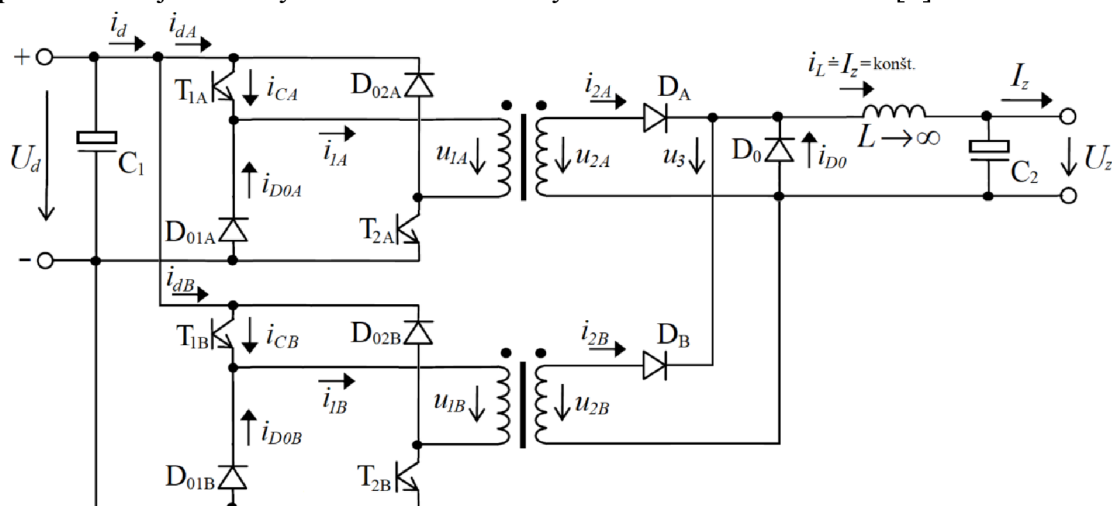 i_d i_dA
+
T_1A i_CA D_02A
i_2A D_A
i_L ≐ I_z = konšt. I_z
U_d C_1
i_1A u_1A u_2A u_3 D_0 i_D0 L → ∞ C_2 U_z
i_D0A
D_01A T_2A
-
i_dB
T_1B i_CB D_02B
i_2B D_B
i_1B u_1B u_2B
i_D0B
D_01B T_2B